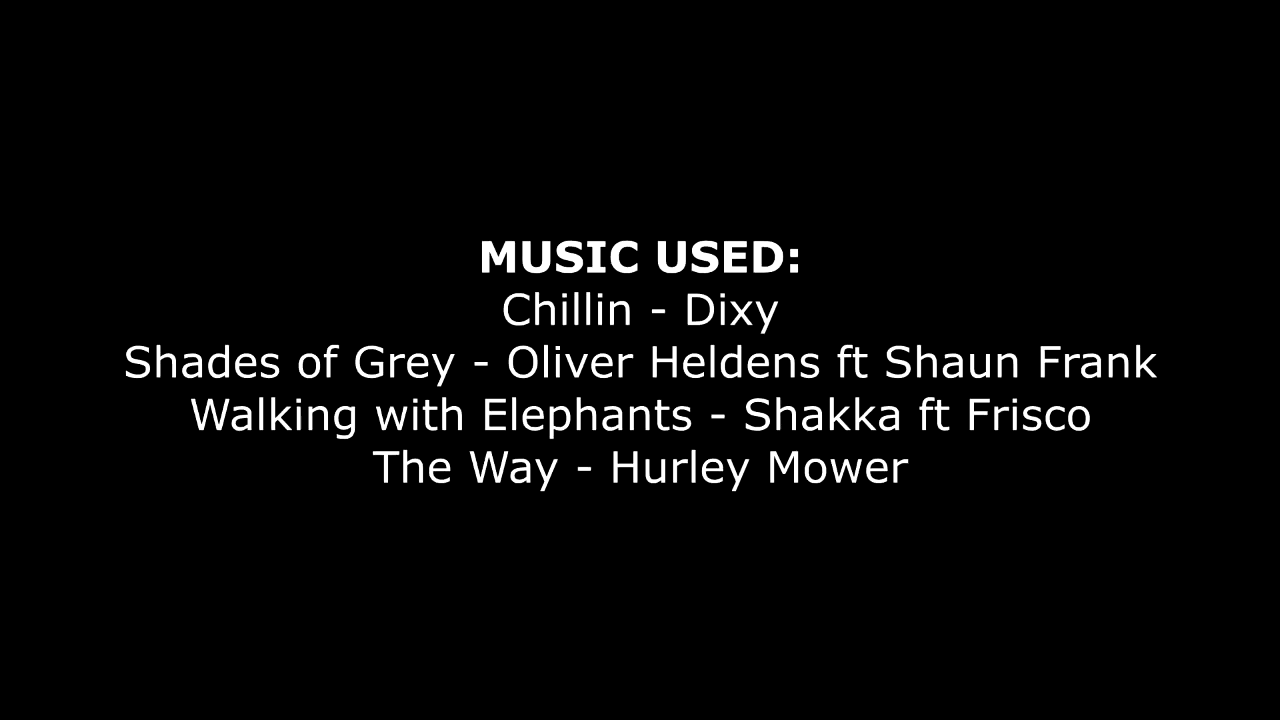 MUSIC USED:
Chillin - Dixy
Shades of Grey - Oliver Heldens ft Shaun Frank
Walking with Elephants - Shakka ft Frisco
The Way - Hurley Mower